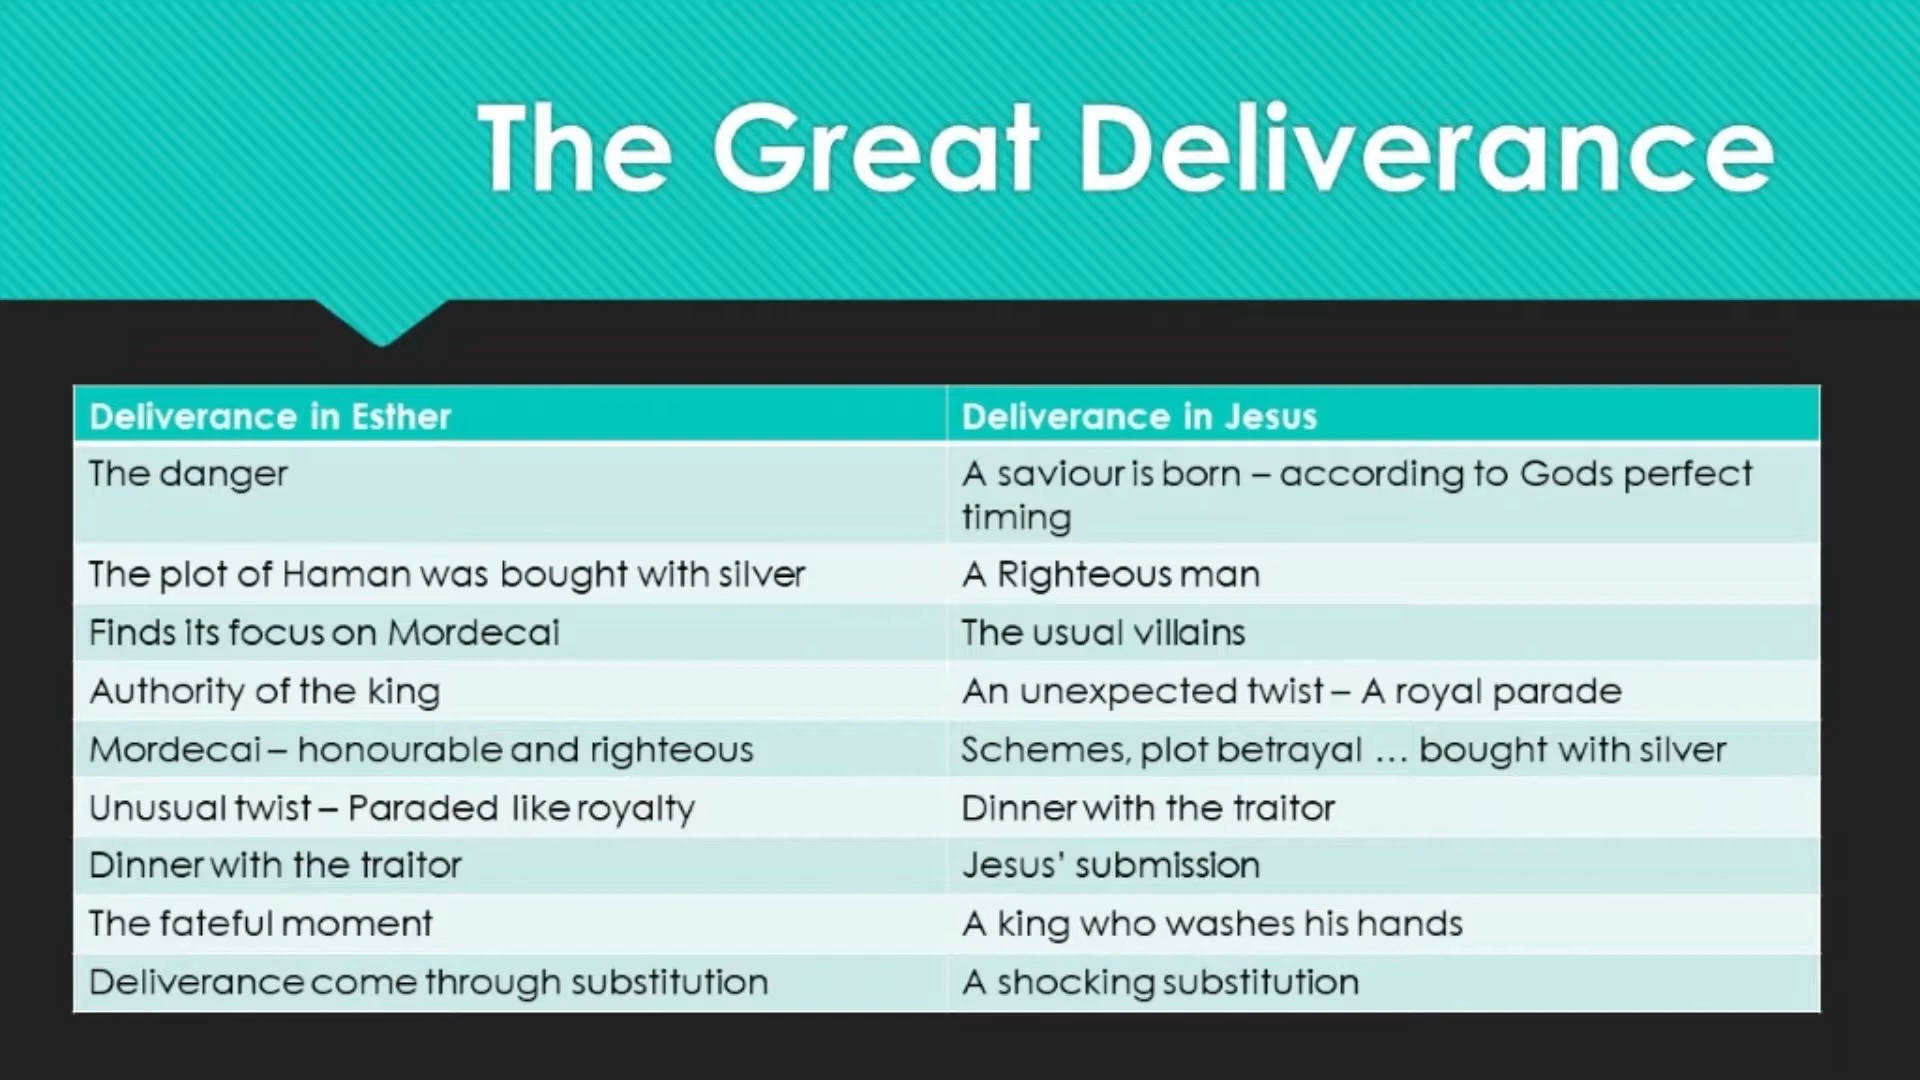 The Great Deliverance
Deliverance in Esther
Deliverance in Jesus
The danger
A saviour is born – according to Gods perfect
timing
The plot of Haman was bought with silver
A Righteous man
Finds its focus on Mordecai
The usual villains
Authority of the king
An unexpected twist – A royal parade
Mordecai – honourable and righteous
Schemes, plot betrayal … bought with silver
Unusual twist – Paraded like royalty
Dinner with the traitor
Dinner with the traitor
Jesus’ submission
The fateful moment
A king who washes his hands
Deliverance come through substitution
A shocking substitution